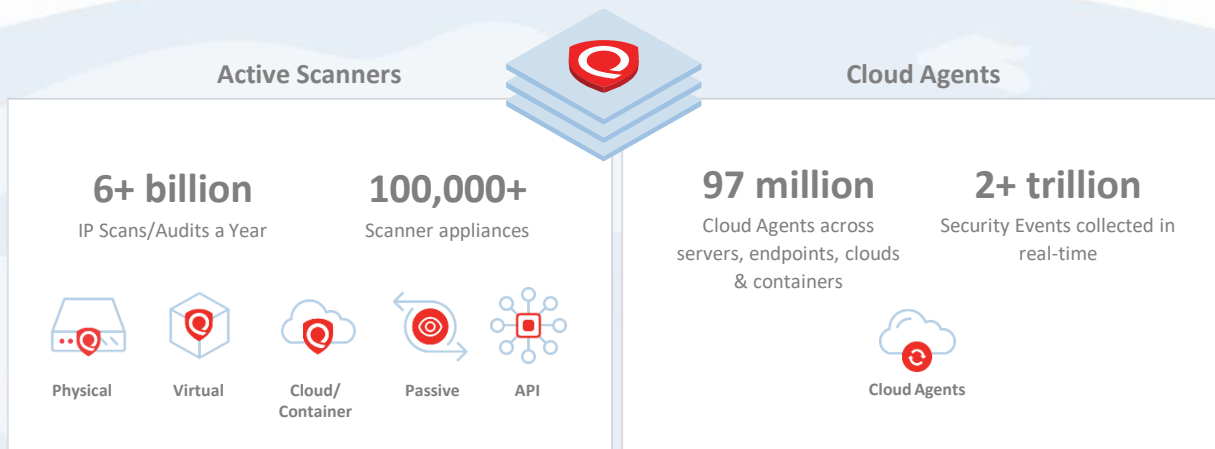 Active Scanners
6+ billion
IP Scans/Audits a Year
100,000+
Scanner appliances
Physical
Virtual
Cloud/
Container
Passive
API
Cloud Agents
97 million
Cloud Agents across
servers, endpoints, clouds
& containers
2+ trillion
Security Events collected in
real-time
Cloud Agents